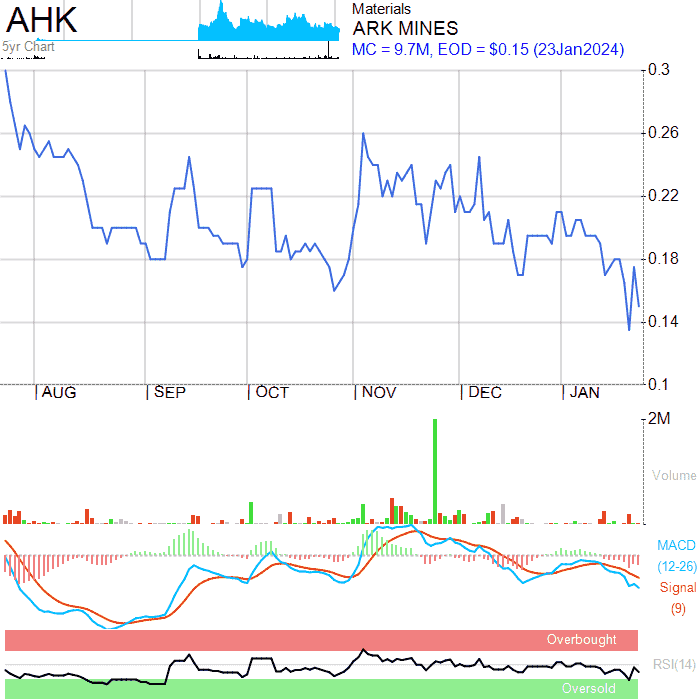 AHK
5yr Chart
Materials
ARK MINES
MC = 9.7M, EOD = $0.15 (23Jan2024)
0.3
0.26
0.22
0.18
0.14
0.1
AUG SEP OCT NOV DEC JAN
2M
Volume
MACD
(12-26)
Signal
(9)
Overbought
RSI(14)
Oversold